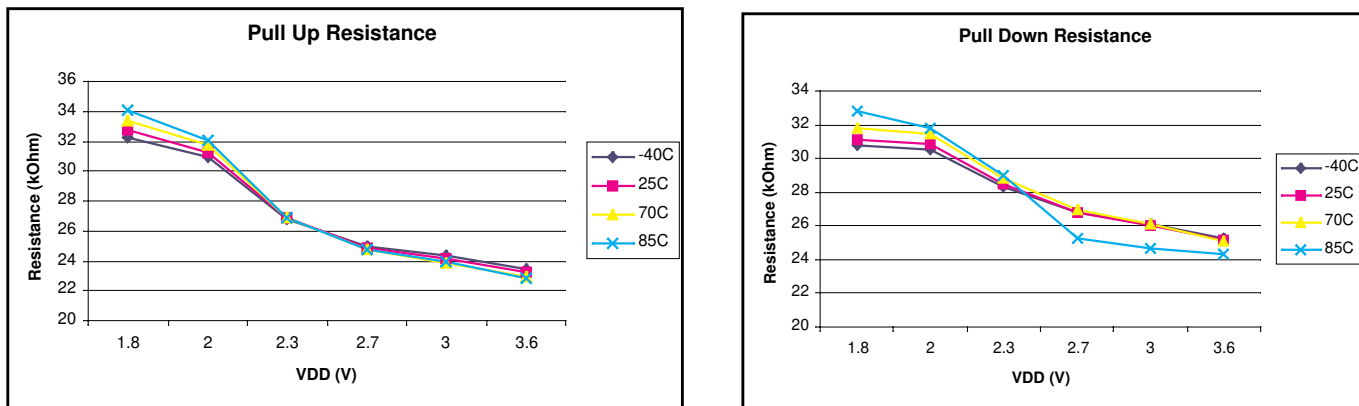 Pull Up Resistance
36
34
32
30
28
26
24
22
20
Resistance (kOhm)
1.8 2 2.3 2.7 3 3.6
VDD (V)
-40C
25C
70C
85C
Pull Down Resistance
34
32
30
28
26
24
22
20
Resistance (kOhm)
1.8 2 2.3 2.7 3 3.6
VDD (V)
-40C
25C
70C
85C